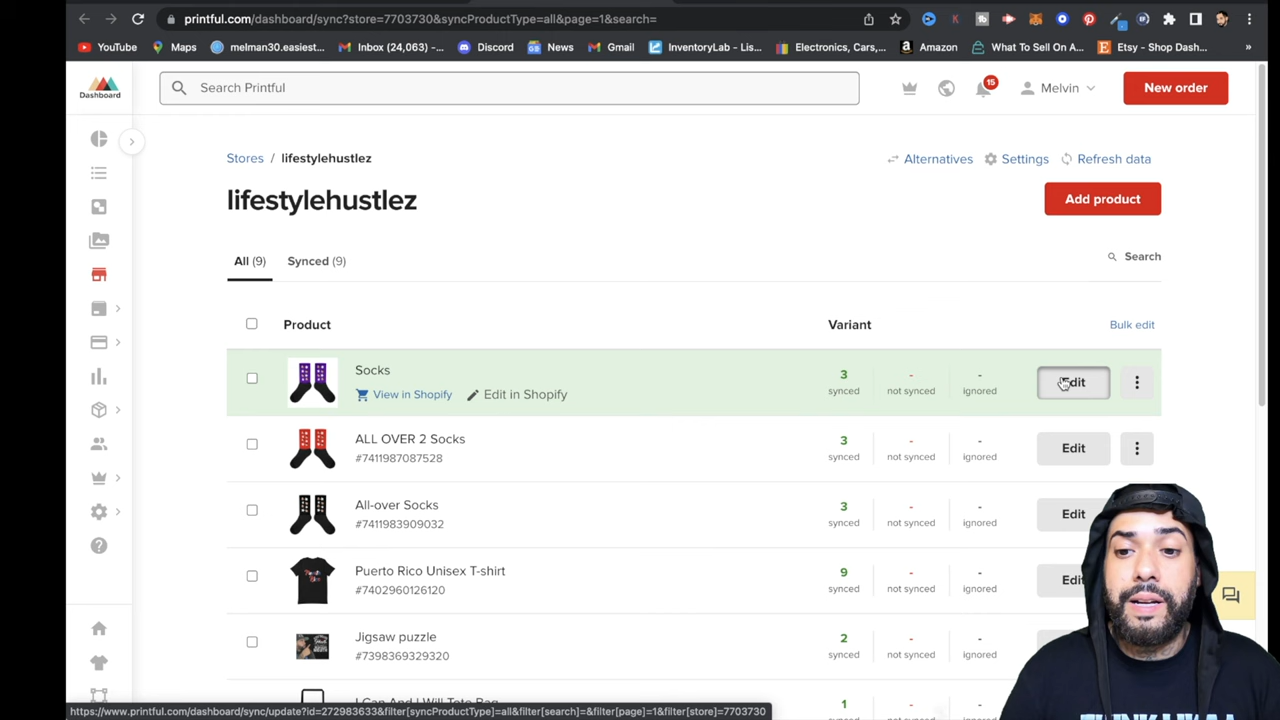 printful.com/dashboard/sync?store=7703730&syncProductType=all&page=1&search=
YouTube Maps melman30.easiest... Inbox (24,063) -... Discord News Gmail InventoryLab - Lis... Electronics, Cars,... Amazon What To Sell On A... Etsy - Shop Dash... »
Dashboard
Search Printful
15
Melvin
New order
Stores / lifestylehustlez
Alternatives Settings Refresh data
lifestylehustlez
Add product
All (9) Synced (9)
Search
Product Variant Bulk edit
Socks
View in Shopify Edit in Shopify
3 synced - not synced - ignored
ALL OVER 2 Socks
#7411987087528
3 synced - not synced - ignored Edit
All-over Socks
#7411983909032
3 synced - not synced - ignored Edit
Puerto Rico Unisex T-shirt
#7402960126120
9 synced - not synced - ignored
Jigsaw puzzle
#7398369329320
2 synced - not synced - ignored
I Can And I Will Tote Bag
1
https://www.printful.com/dashboard/sync/update?id=272983633&filter[syncProductType]=all&filter[search]=&filter[page]=1&filter[store]=7703730